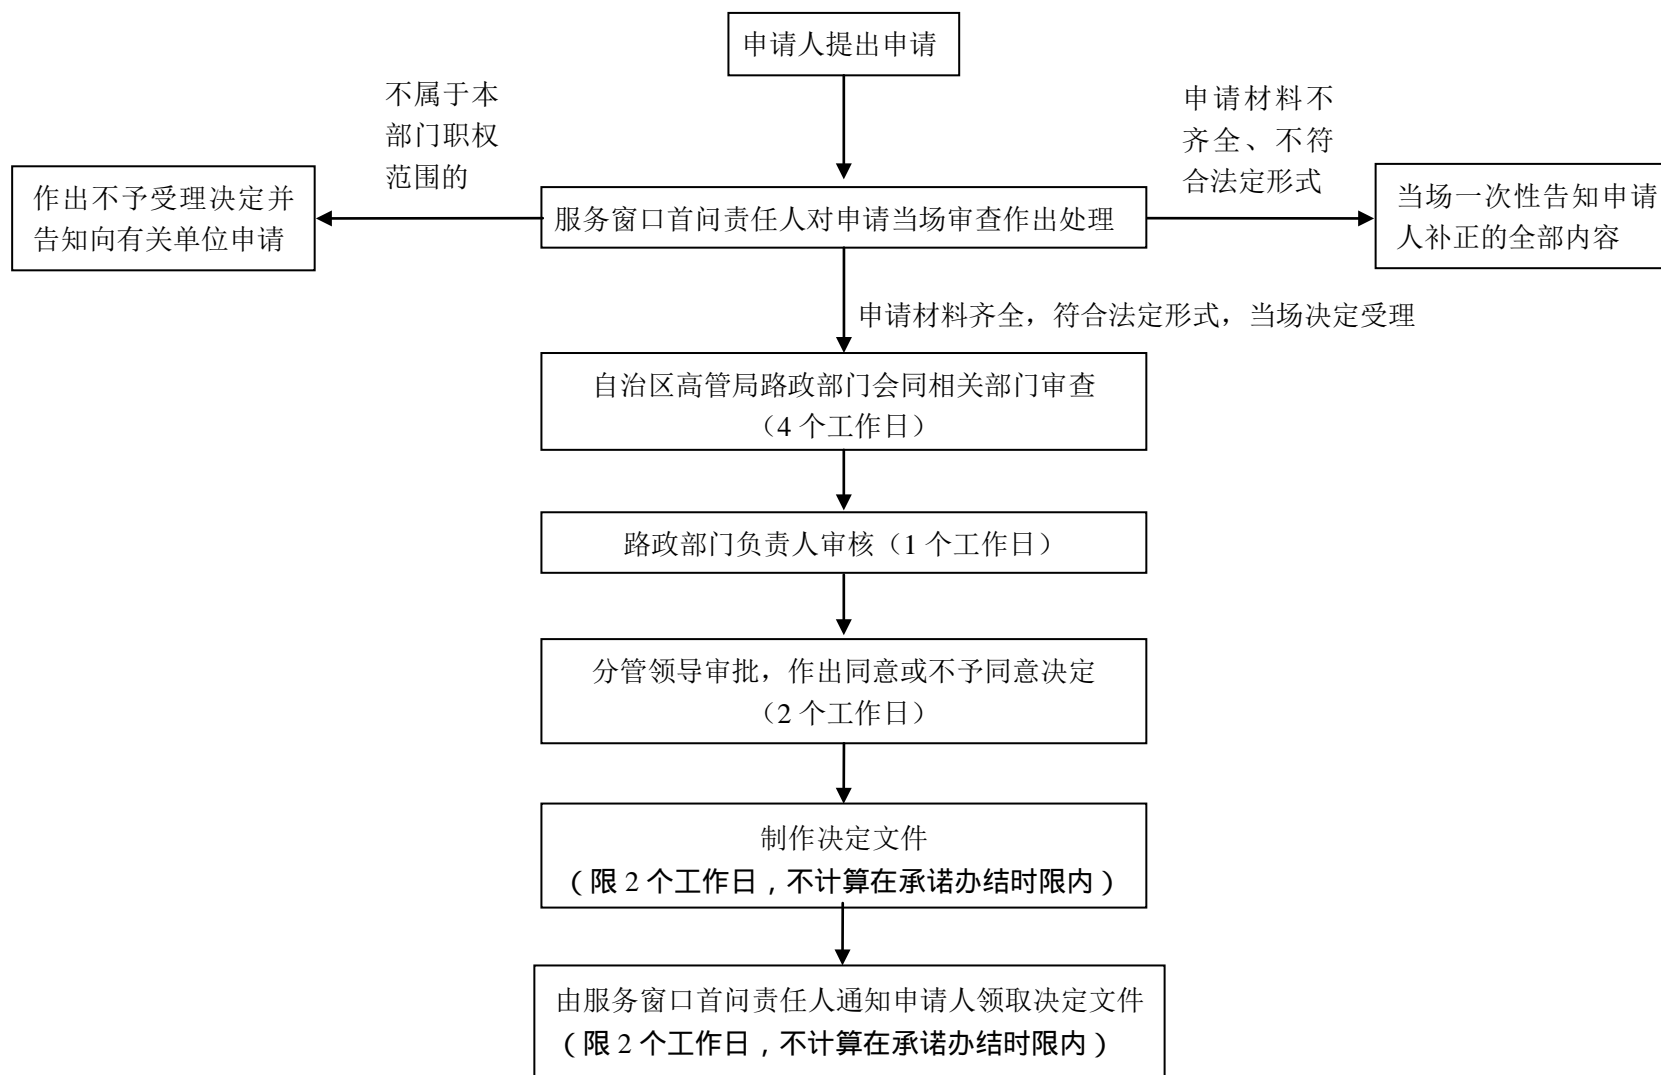 申请人提出申请
不属于本
部门职权
范围的
申请材料不
齐全、不符
合法定形式
作出不予受理决定并
告知向有关单位申请
服务窗口首问责任人对申请当场审查作出处理
当场一次性告知申请
人补正的全部内容
申请材料齐全，符合法定形式，当场决定受理
自治区高管局路政部门会同相关部门审查
（4 个工作日）
路政部门负责人审核（1 个工作日）
分管领导审批，作出同意或不予同意决定
（2 个工作日）
制作决定文件
（限 2 个工作日，不计算在承诺办结时限内）
由服务窗口首问责任人通知申请人领取决定文件
（限 2 个工作日，不计算在承诺办结时限内）